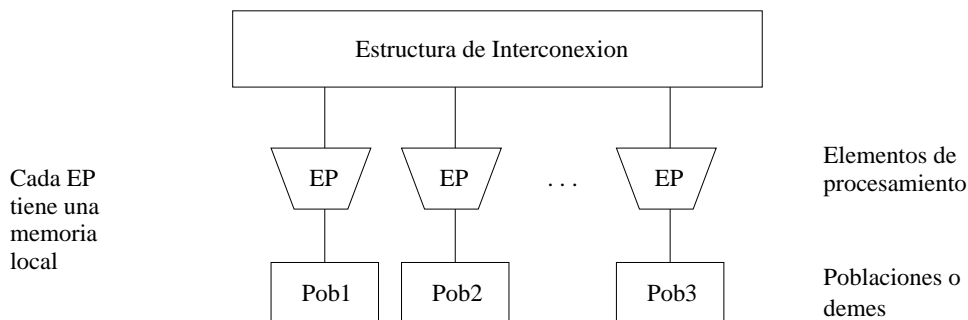 Estructura de Interconexion
Cada EP
tiene una
memoria
local
EP
EP
. . .
EP
Elementos de
procesamiento
Pob1
Pob2
Pob3
Poblaciones o
demes